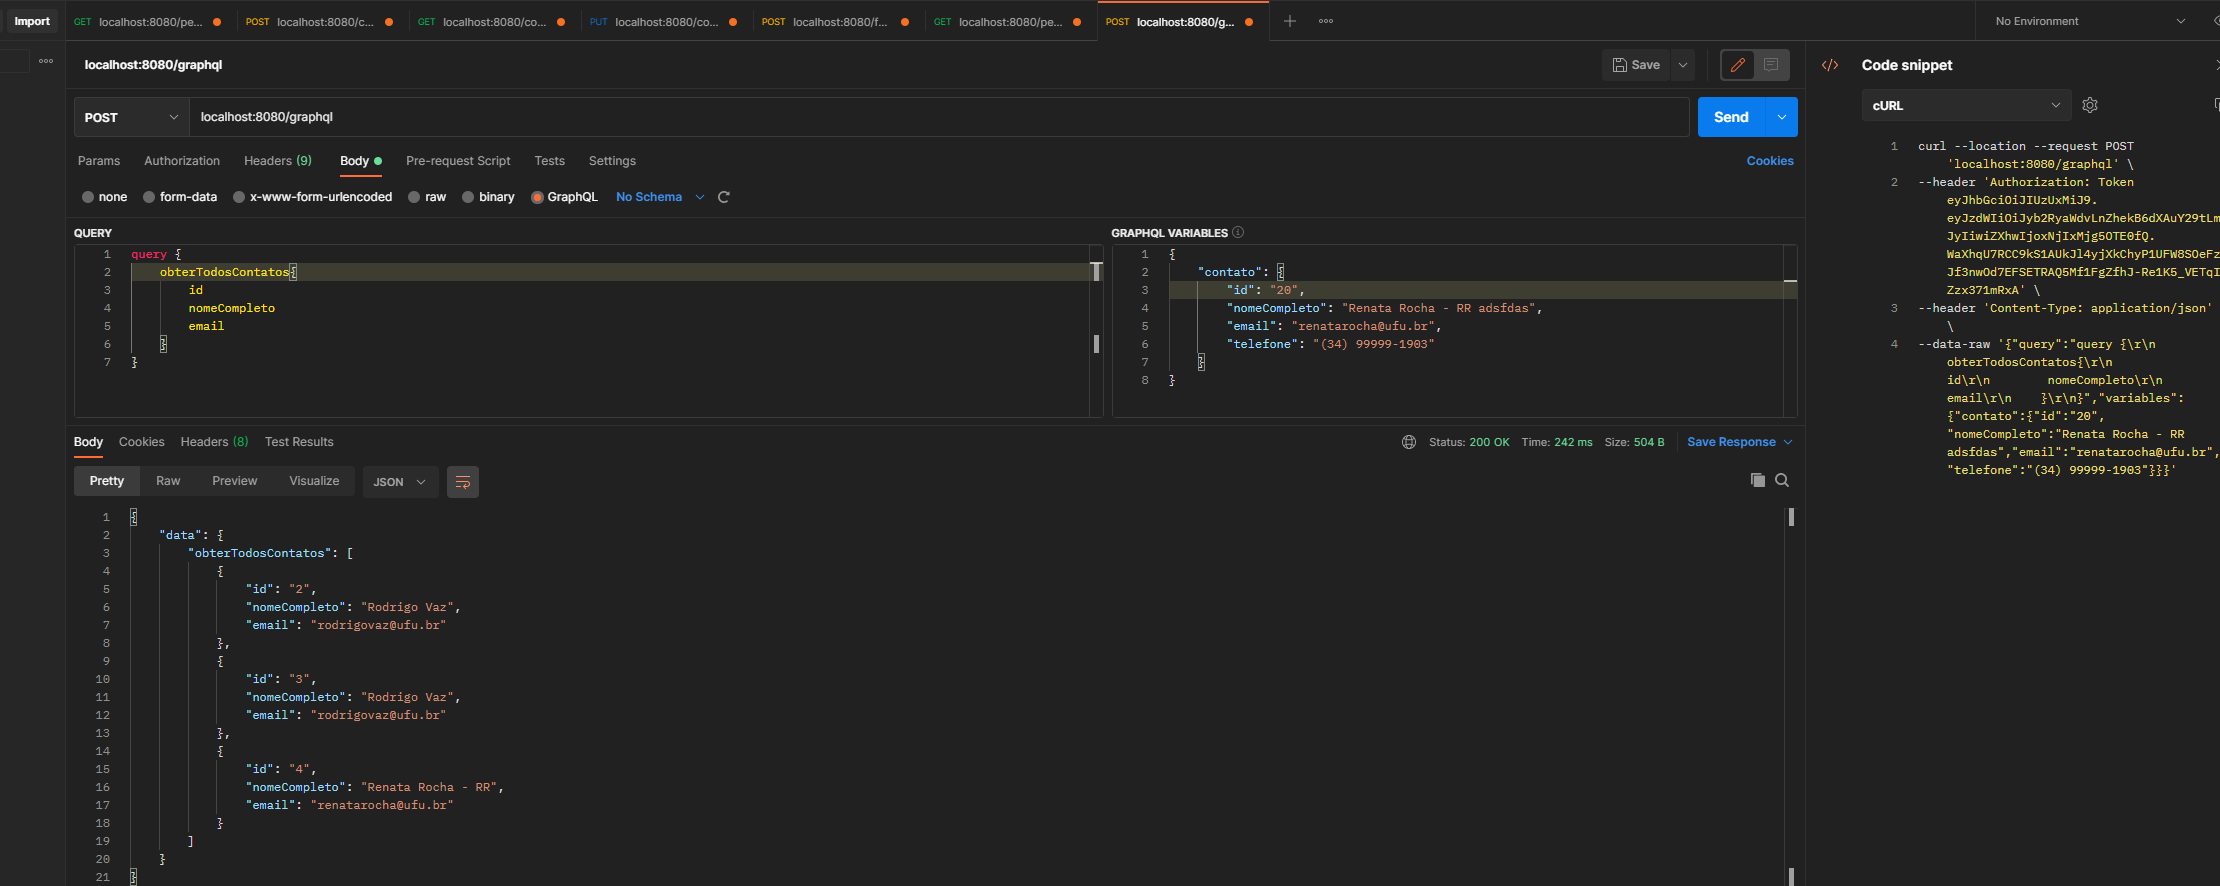 Import
GET localhost:8080/pe...
POST localhost:8080/c...
GET localhost:8080/co...
PUT localhost:8080/co...
POST localhost:8080/f...
GET localhost:8080/pe...
POST localhost:8080/g...
No Environment
localhost:8080/graphql
Save
POST
localhost:8080/graphql
Send
Params
Authorization
Headers (9)
Body
Pre-request Script
Tests
Settings
Cookies
none
form-data
x-www-form-urlencoded
raw
binary
GraphQL
No Schema
QUERY
1 query {
2 obterTodosContatos{
3 id
4 nomeCompleto
5 email
6 }
7 }
GRAPHQL VARIABLES
1 {
2 "contato": {
3 "id": "20",
4 "nomeCompleto": "Renata Rocha - RR adsfdas",
5 "email": "renatarocha@ufu.br",
6 "telefone": "(34) 99999-1903"
7 }
8 }
Body
Cookies
Headers (8)
Test Results
Status: 200 OK
Time: 242 ms
Size: 504 B
Save Response
Pretty
Raw
Preview
Visualize
JSON
1 {
2 "data": {
3 "obterTodosContatos": [
4 {
5 "id": "2",
6 "nomeCompleto": "Rodrigo Vaz",
7 "email": "rodrigovaz@ufu.br"
8 },
9 {
10 "id": "3",
11 "nomeCompleto": "Rodrigo Vaz",
12 "email": "rodrigovaz@ufu.br"
13 },
14 {
15 "id": "4",
16 "nomeCompleto": "Renata Rocha - RR",
17 "email": "renatarocha@ufu.br"
18 }
19 ]
20 }
21 }
Code snippet
cURL
1 curl --location --request POST
'localhost:8080/graphql' \
2 --header 'Authorization: Token
eyJhbGciOiJIUzUxMiJ9.
eyJzdWIiOiJyb2RyaWdvLnZhekB6dXAuY29tLm
JyIiwiZXhwIjoxNjIxMjg5OTE0fQ.
WaXhqU7RCC9kS1AUkJl4yjXkChyP1UFW8SOeFz
Jf3nwOd7EFSETRAQ5Mf1FgZfhJ-Re1K5_VETqI
Zzx371mRxA' \
3 --header 'Content-Type: application/json'
\
4 --data-raw '{"query":"query {\r\n
obterTodosContatos{\r\n
id\r\n nomeCompleto\r\n
email\r\n }\r\n}","variables":
{"contato":{"id":"20",
"nomeCompleto":"Renata Rocha - RR
adsfdas","email":"renatarocha@ufu.br",
"telefone":"(34) 99999-1903"}}}'